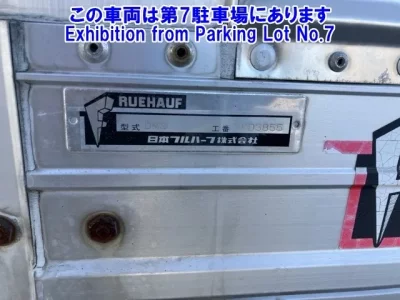 この車両は第7駐車場にあります
Exhibition from Parking Lot No.7
RUEHAUF
型式
工番
日本フルハーフ株式会社